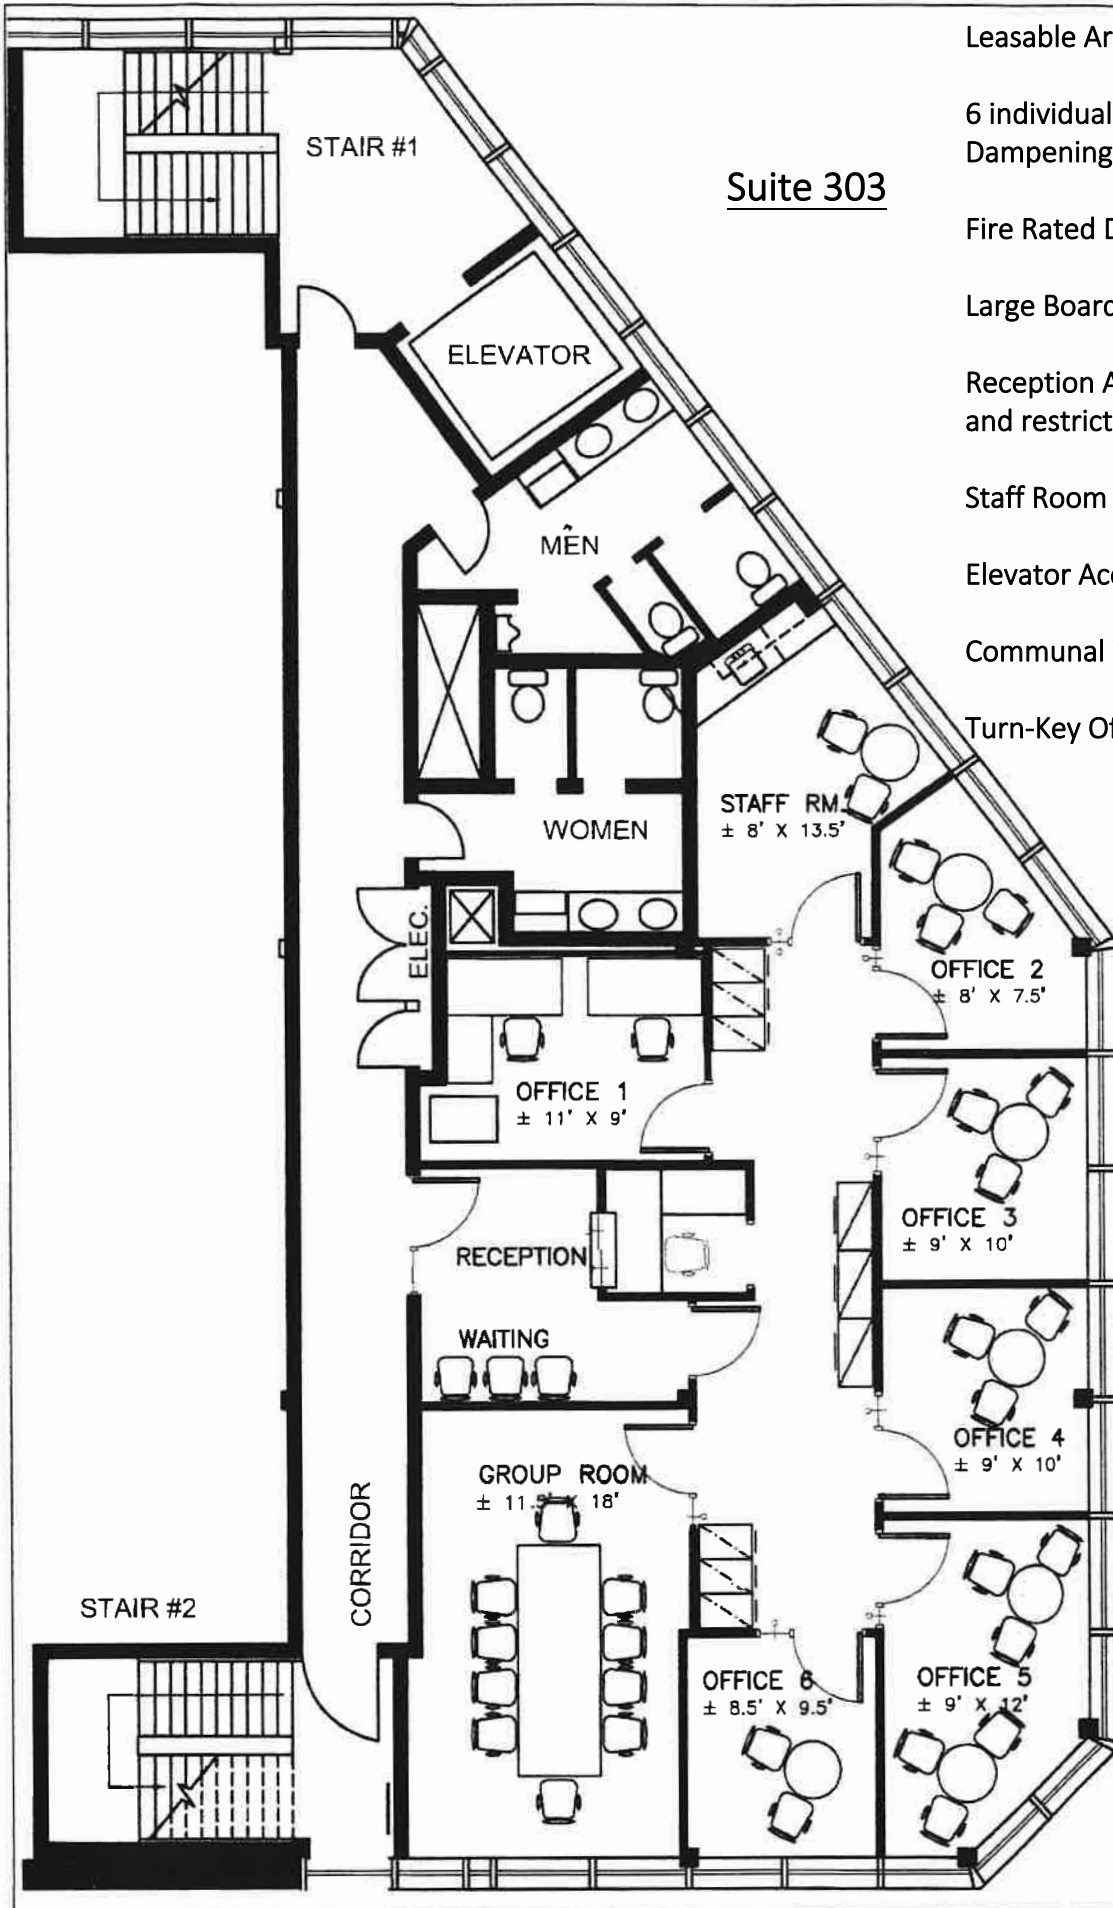 Suite 303
Leasable Ar
6 individual
Dampening
Fire Rated D
Large Board
Reception A
and restrict
Staff Room
Elevator Acc
Communal
Turn-Key Of
STAIR #1
ELEVATOR
MEN
WOMEN
ELEC.
STAFF RM.
± 8' X 13.5'
OFFICE 2
± 8' X 7.5'
OFFICE 1
± 11' X 9'
OFFICE 3
± 9' X 10'
RECEPTION
WAITING
OFFICE 4
± 9' X 10'
GROUP ROOM
± 11.5' X 18'
CORRIDOR
STAIR #2
OFFICE 6
± 8.5' X 9.5'
OFFICE 5
± 9' X 12'